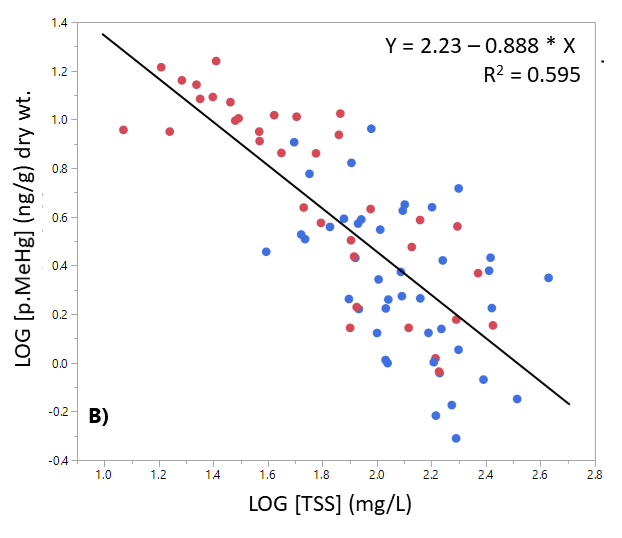 Y = 2.23 – 0.888 * X
R² = 0.595
LOG [p.MeHg] (ng/g) dry wt.
1.4
1.2
1.0
0.8
0.6
0.4
0.2
0.0
-0.2
-0.4
B)
1.0 1.2 1.4 1.6 1.8 2.0 2.2 2.4 2.6 2.8
LOG [TSS] (mg/L)